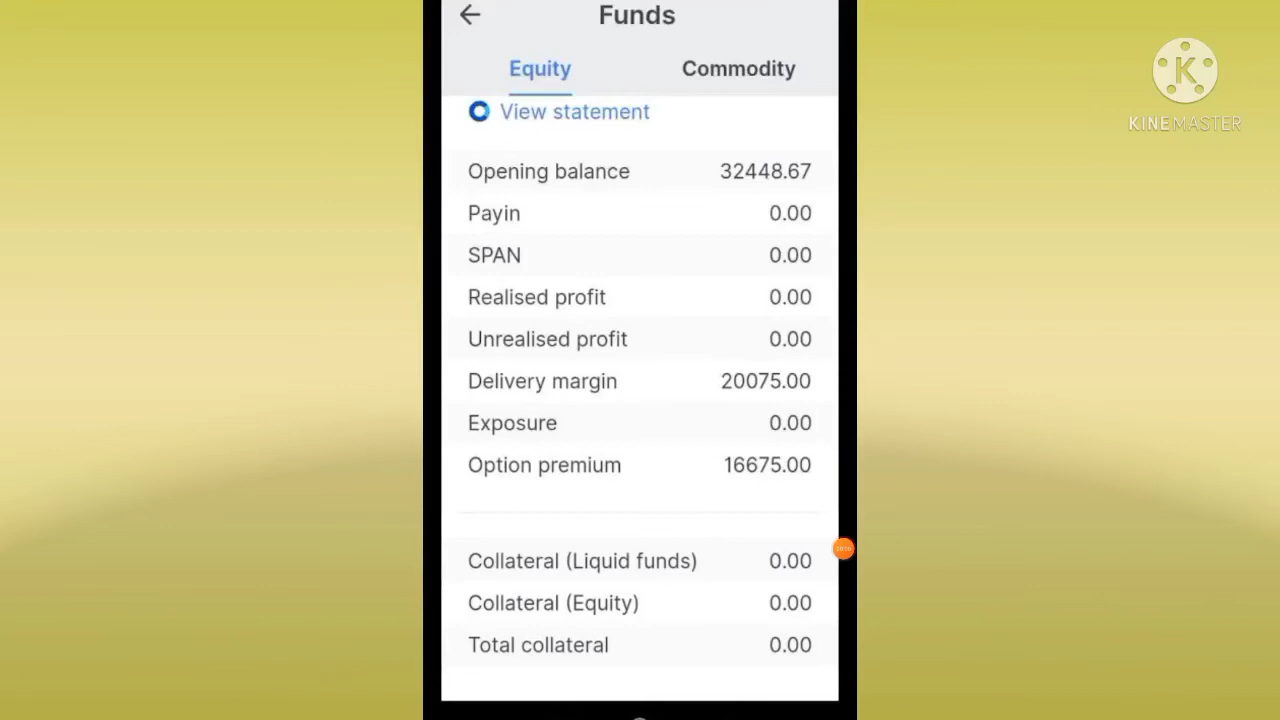 Funds
Equity Commodity
View statement
Opening balance 32448.67
Payin 0.00
SPAN 0.00
Realised profit 0.00
Unrealised profit 0.00
Delivery margin 20075.00
Exposure 0.00
Option premium 16675.00
Collateral (Liquid funds) 0.00
Collateral (Equity) 0.00
Total collateral 0.00
K
KINEMASTER